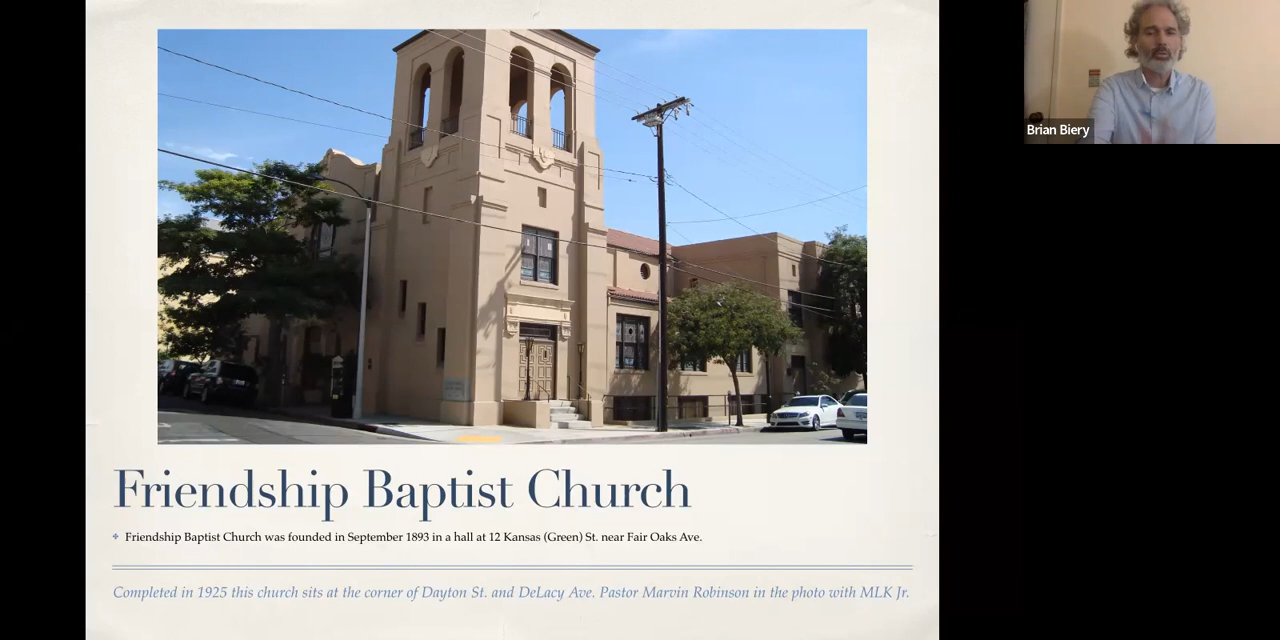 Brian Biery
Friendship Baptist Church
Friendship Baptist Church was founded in September 1893 in a hall at 12 Kansas (Green) St. near Fair Oaks Ave.
Completed in 1925 this church sits at the corner of Dayton St. and DeLacy Ave. Pastor Marvin Robinson in the photo with MLK Jr.